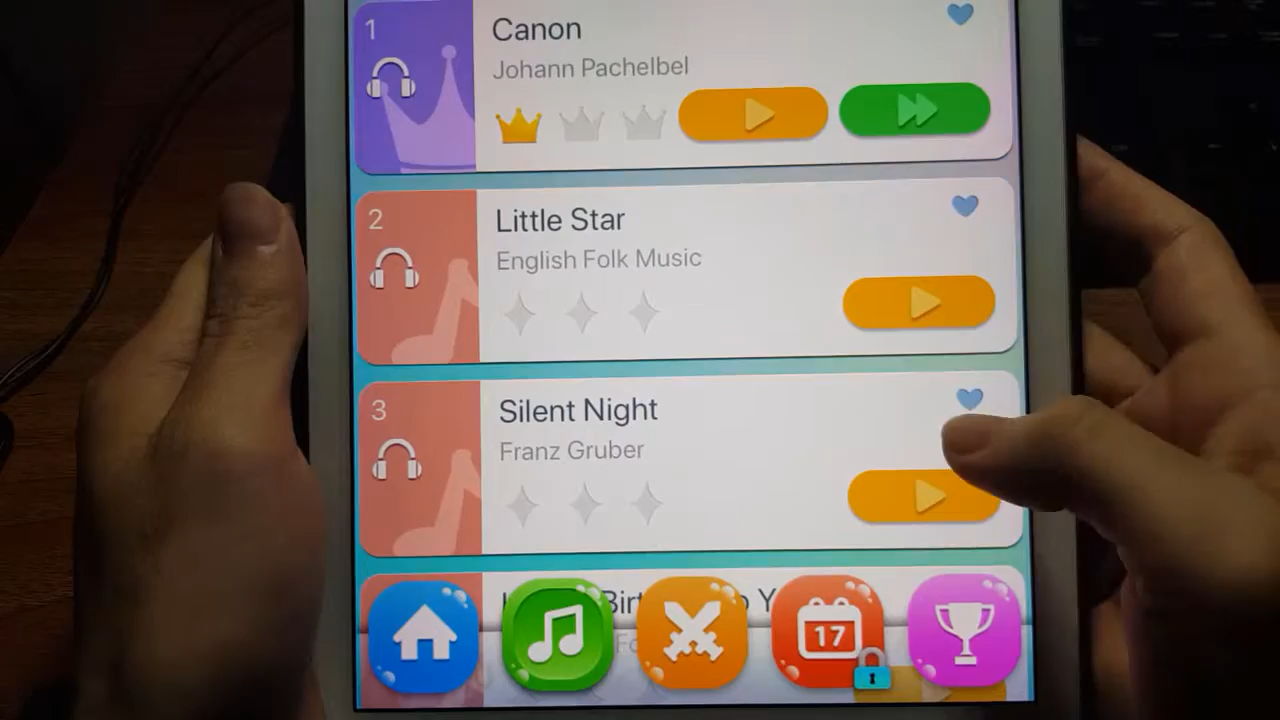 1
Canon
Johann Pachelbel
2
Little Star
English Folk Music
3
Silent Night
Franz Gruber
17